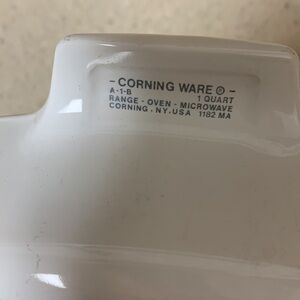 - CORNING WARE ® -
A-1-B 1 QUART
RANGE - OVEN - MICROWAVE
CORNING, NY. USA 1182 MA